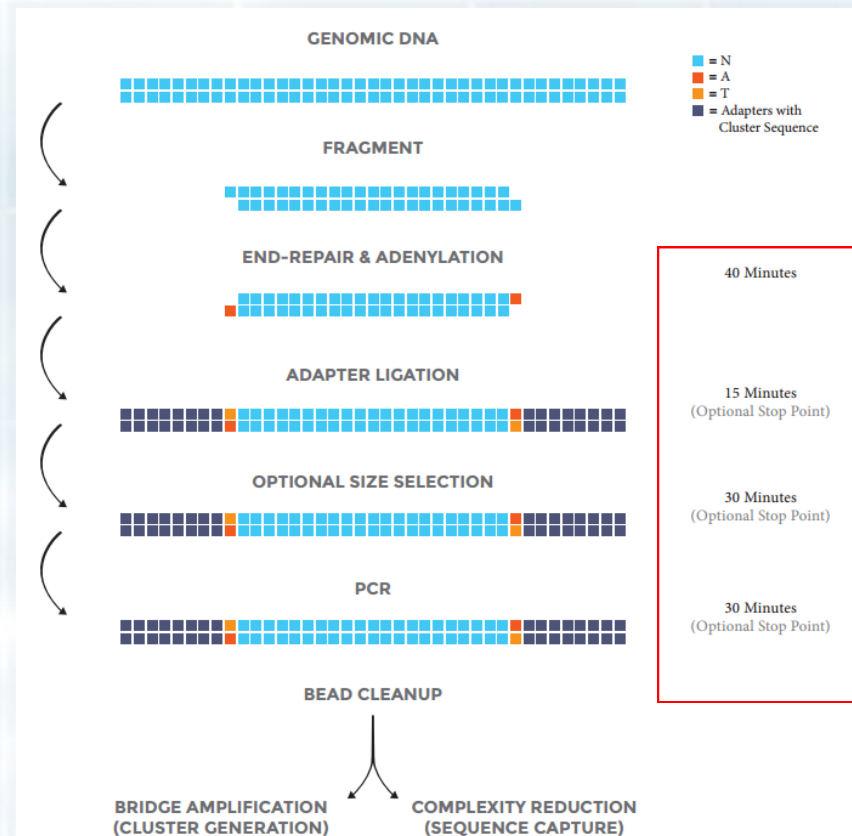 GENOMIC DNA
= N
= A
= T
= Adapters with
Cluster Sequence
FRAGMENT
END-REPAIR & ADENYLATION
40 Minutes
ADAPTER LIGATION
15 Minutes
(Optional Stop Point)
OPTIONAL SIZE SELECTION
30 Minutes
(Optional Stop Point)
PCR
30 Minutes
(Optional Stop Point)
BEAD CLEANUP
BRIDGE AMPLIFICATION
(CLUSTER GENERATION)
COMPLEXITY REDUCTION
(SEQUENCE CAPTURE)